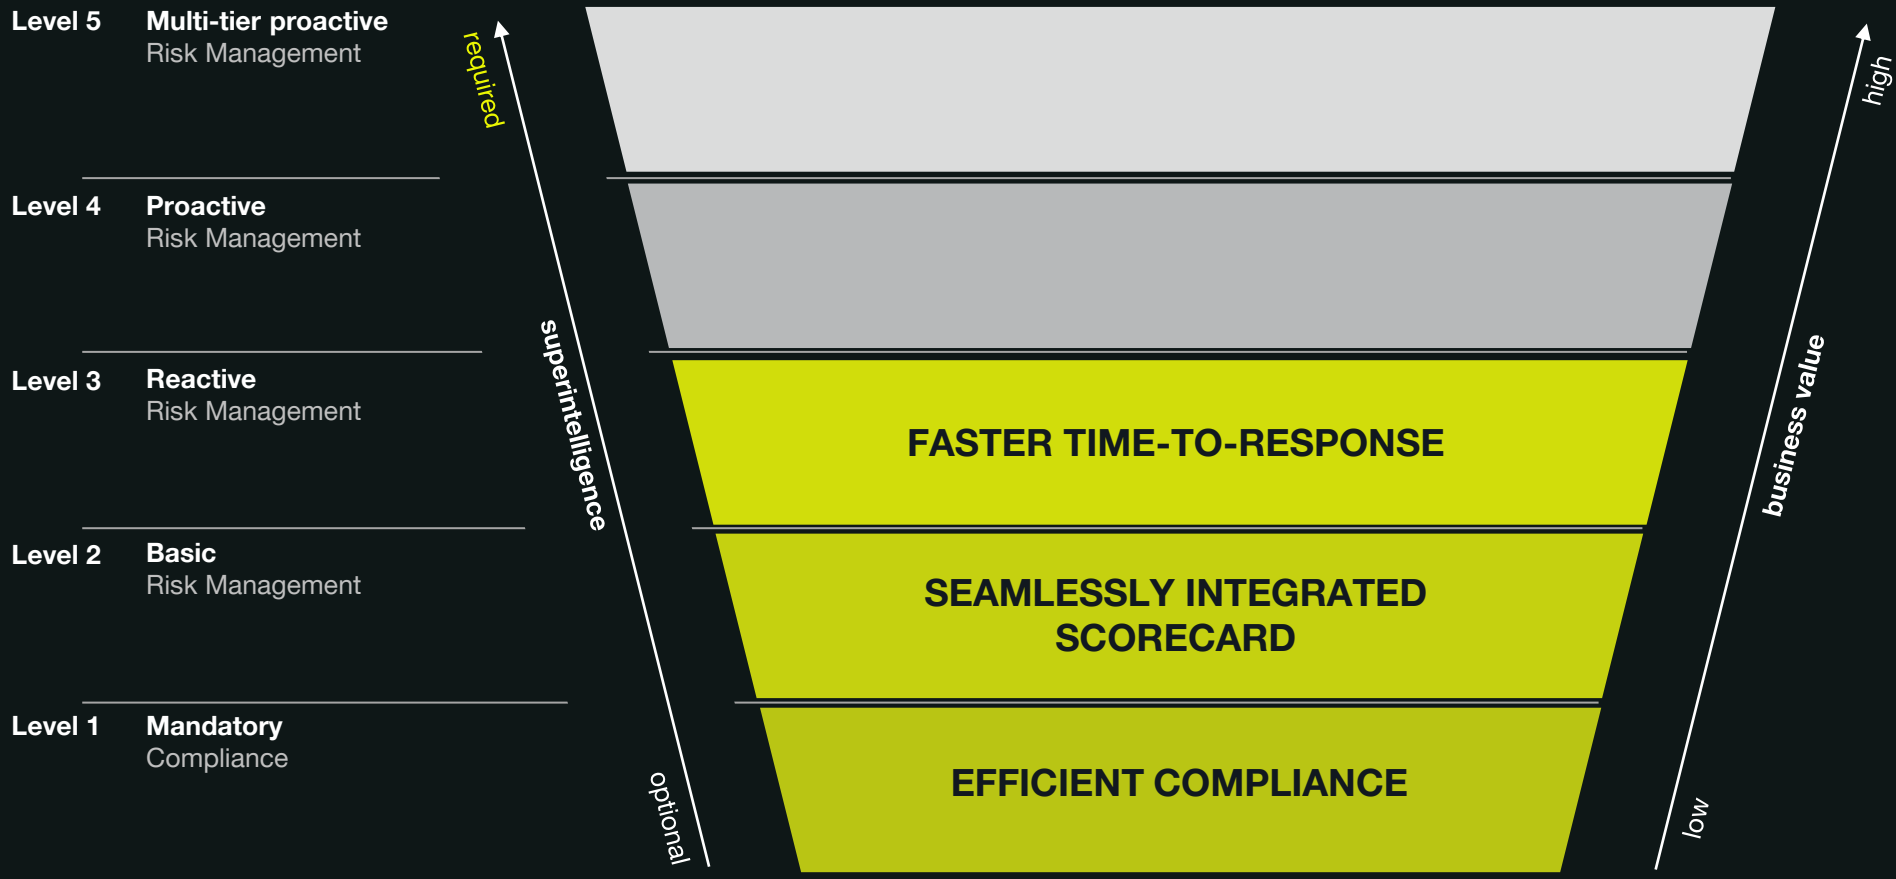 Level 5 Multi-tier proactive
Risk Management
required
high
Level 4 Proactive
Risk Management
superintelligence
business value
Level 3 Reactive
Risk Management
FASTER TIME-TO-RESPONSE
Level 2 Basic
Risk Management
SEAMLESSLY INTEGRATED
SCORECARD
Level 1 Mandatory
Compliance
EFFICIENT COMPLIANCE
optional
low